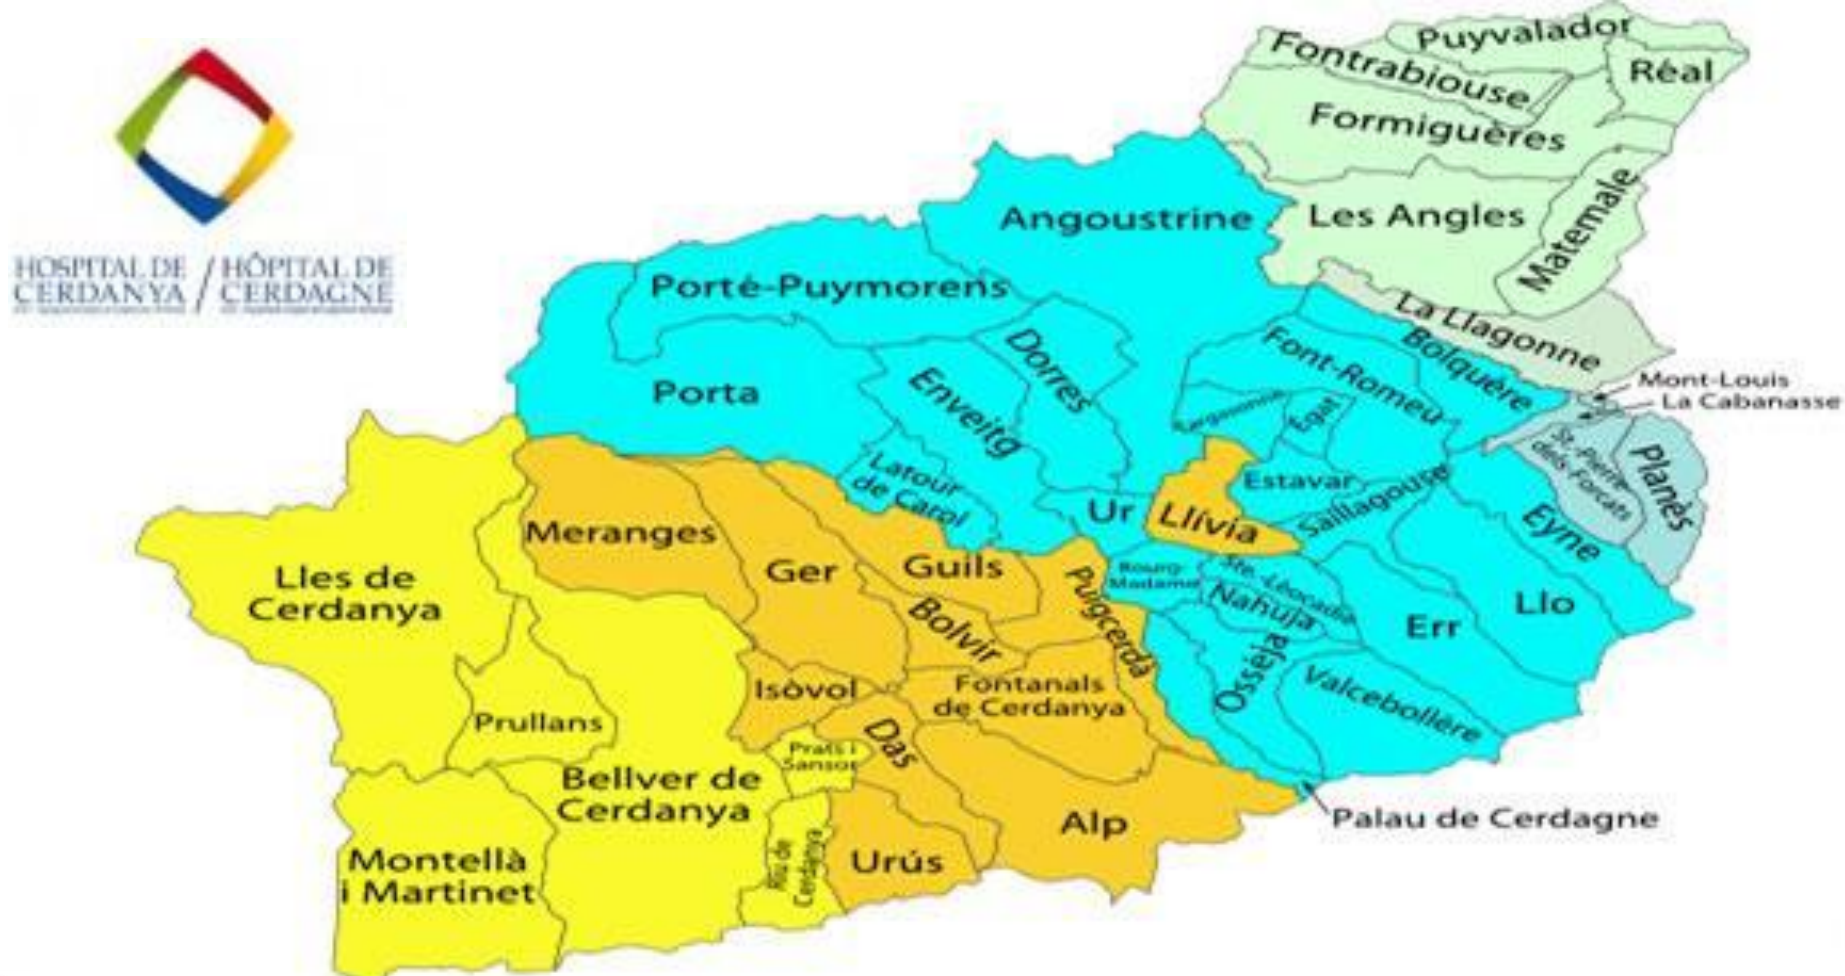 HOSPITAL DE / HÔPITAL DE
CERDANYA / CERDAGNE
Puyvalador
Fontrabiouse
Réal
Formiguères
Les Angles
Matemale
Angoustrine
Porté-Puymorens
La Llagonne
Bolquère
Font-Romeu
Dorres
Enveitg
Porta
Mont-Louis
La Cabanasse
Egat
St.-Pierre
dels-Forcats
Planès
Latour
de Carol
Estavar
Saillagouse
Ur
Llívia
Eyne
Meranges
Ger
Guils
Puigcerdà
Bourg-
Madame
Ste.-Léocadie
Nahuja
Err
Llo
Lles de
Cerdanya
Bolvir
Osséja
Valcebollère
Isòvol
Fontanals
de Cerdanya
Prullans
Das
Prats i
Sansor
Bellver de
Cerdanya
Alp
Palau de Cerdagne
Riu de
Cerdanya
Urús
Montellà
i Martinet